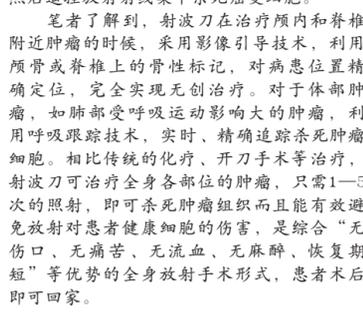 笔者了解到，射波刀在治疗颅内和脊椎
附近肿瘤的时候，采用影像引导技术，利用
颅骨或脊椎上的骨性标记，对病患位置精
确定位，完全实现无创治疗。对于体部肿
瘤，如肺部受呼吸运动影响大的肿瘤，利
用呼吸跟踪技术，实时、精确追踪杀死肿瘤
细胞。相比传统的化疗、开刀手术等治疗，
射波刀可治疗全身各部位的肿瘤，只需1—5
次的照射，即可杀死肿瘤组织而且能有效避
免放射对患者健康细胞的伤害，是综合“无
伤口、无痛苦、无流血、无麻醉、恢复期
短”等优势的全身放射手术形式，患者术后
即可回家。